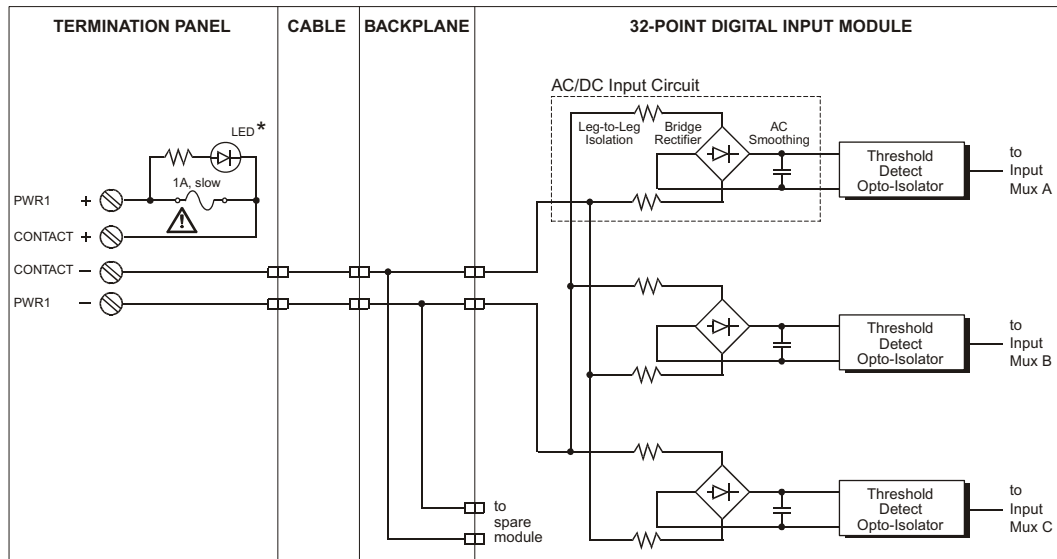 TERMINATION PANEL
CABLE
BACKPLANE
32-POINT DIGITAL INPUT MODULE
AC/DC Input Circuit
LED*
1A, slow
PWR1 +
CONTACT +
CONTACT −
PWR1 −
Leg-to-Leg
Isolation
Bridge
Rectifier
AC
Smoothing
Threshold
Detect
Opto-Isolator
to
Input
Mux A
Threshold
Detect
Opto-Isolator
to
Input
Mux B
to
spare
module
Threshold
Detect
Opto-Isolator
to
Input
Mux C